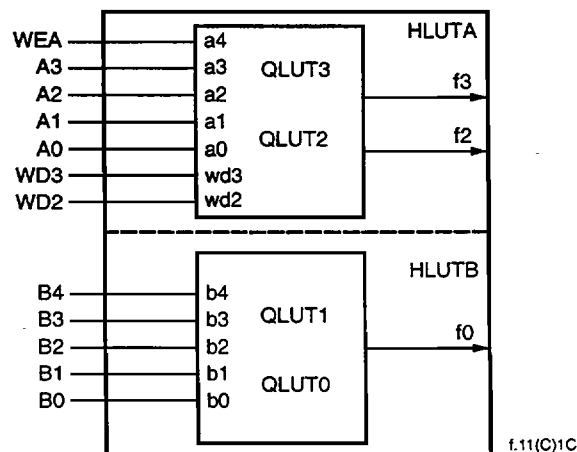 HLUTA
WEA a4
A3 a3 QLUT3
f3
A2 a2
A1 a1
QLUT2 f2
A0 a0
WD3 wd3
WD2 wd2
HLUTB
B4 b4
B3 b3 QLUT1
B2 b2 f0
B1 b1
B0 b0 QLUT0
f.11(C)1C